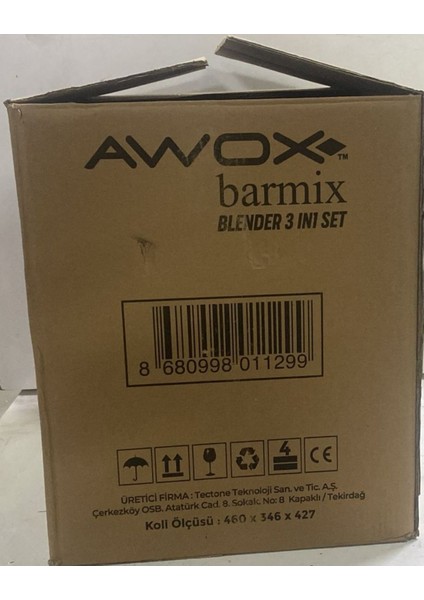 AWOX TM
barmix
BLENDER 3 IN1 SET
8 680998 011299
4
CE
ÜRETİCİ FİRMA : Tectone Teknoloji San. ve Tic. A.Ş.
Çerkezköy OSB. Atatürk Cad. 8. Sokak, No: 8 Kapaklı / Tekirdağ
Koli Ölçüsü : 460 x 346 x 427